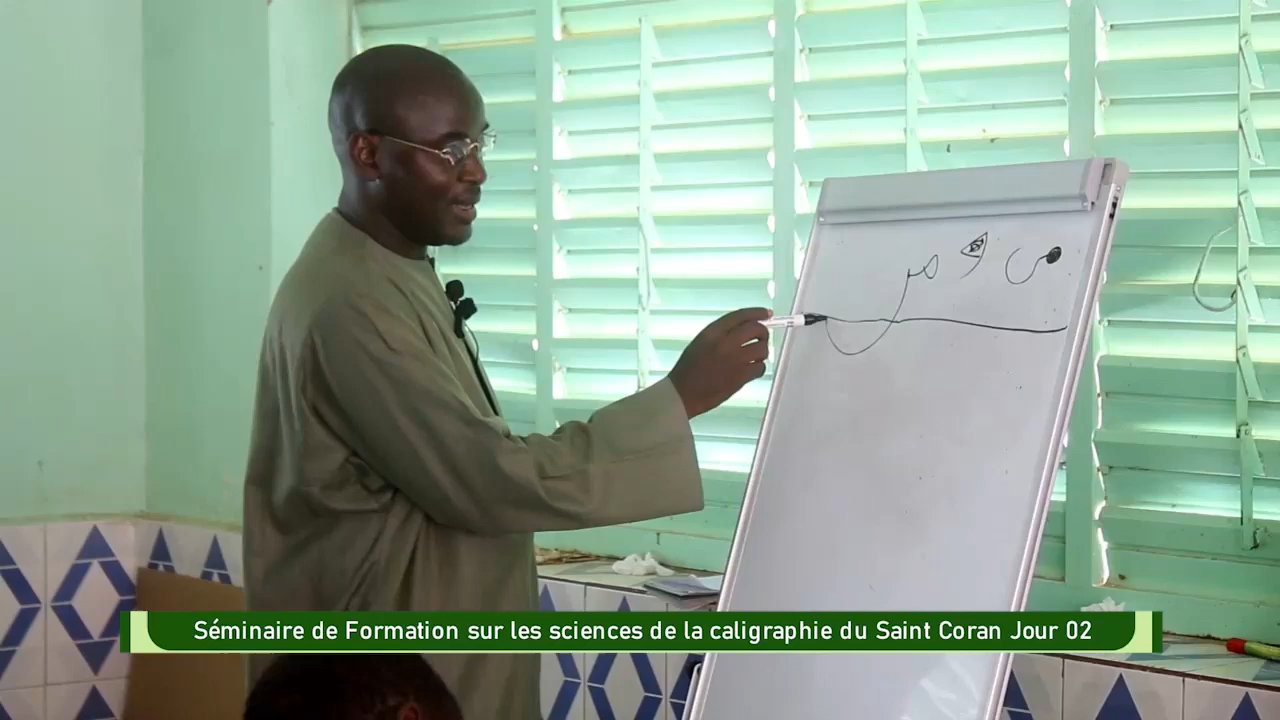 Séminaire de Formation sur les sciences de la caligraphie du Saint Coran Jour 02